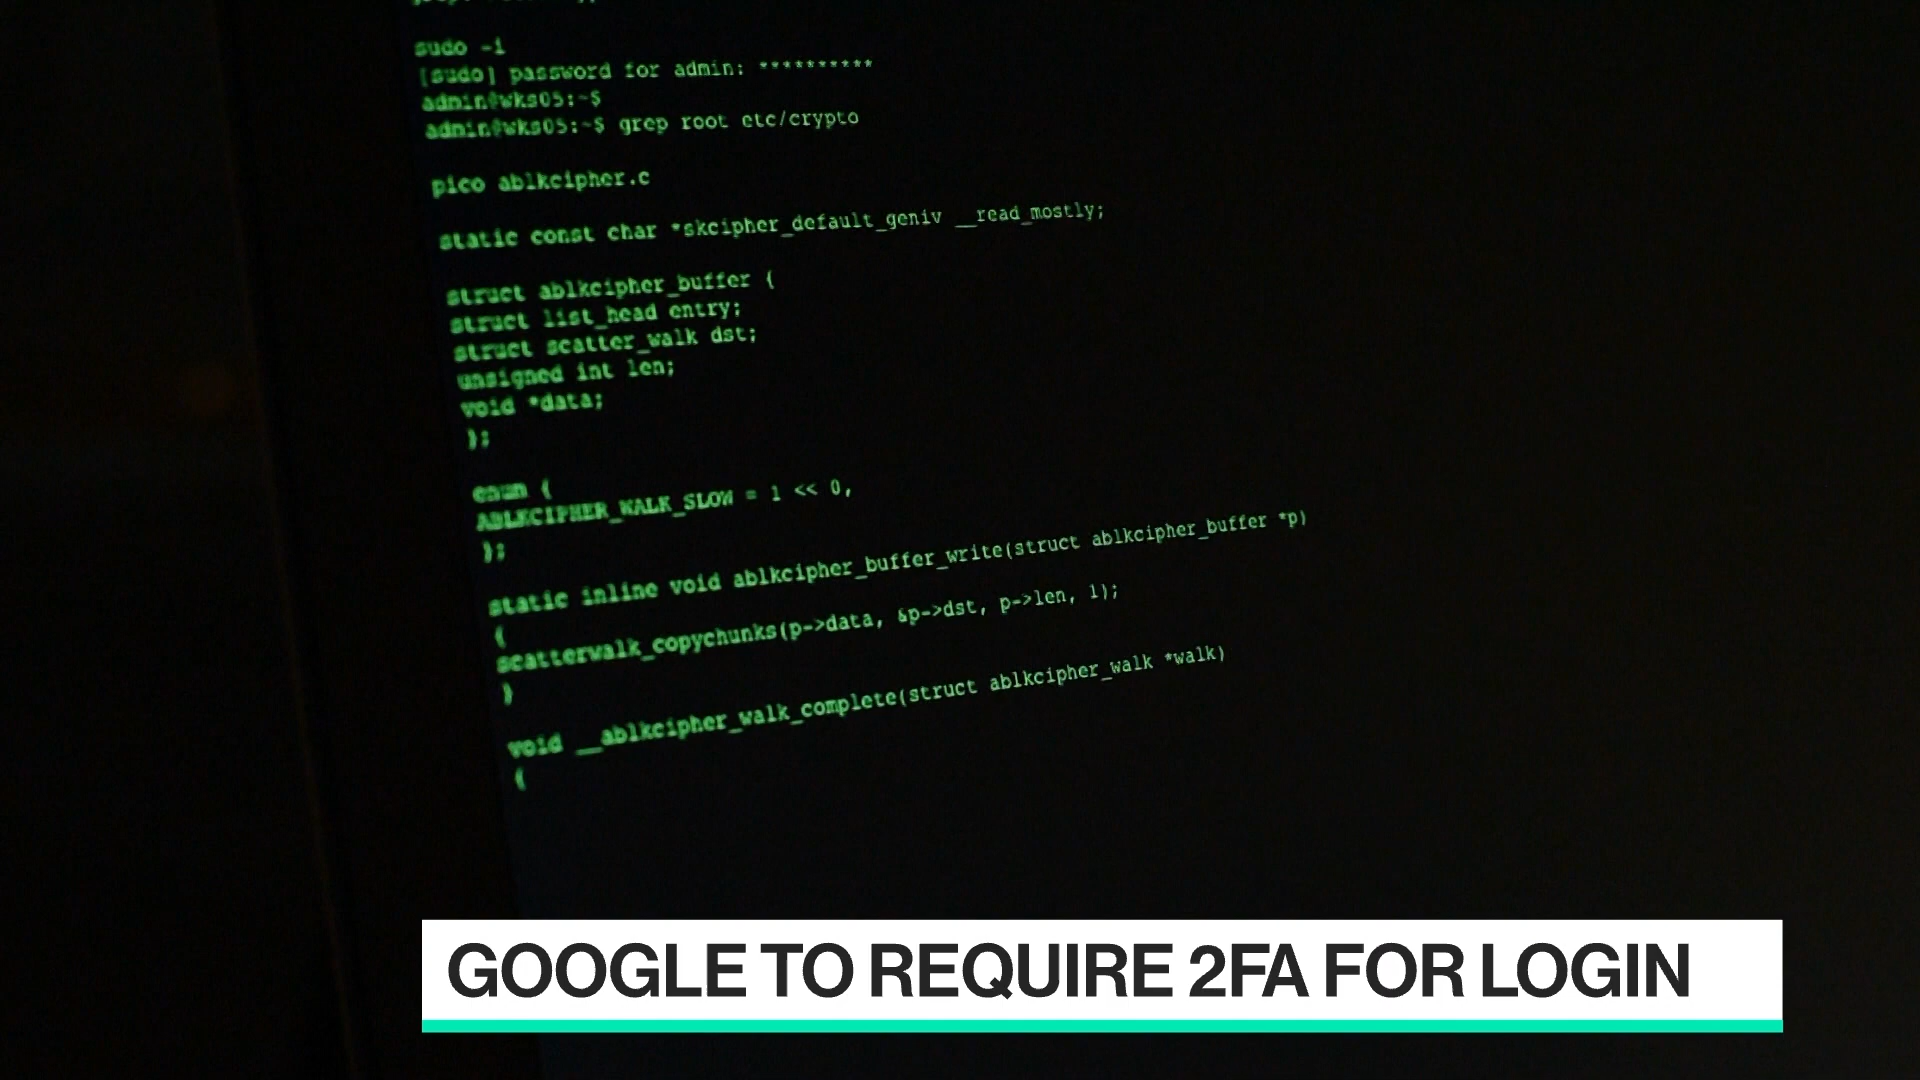 sudo -i
[sudo] password for admin: **********
admin@wks05:~$
admin@wks05:~$ grep root etc/crypto
pico ablkcipher.c
static const char *skcipher_default_geniv __read_mostly;
struct ablkcipher_buffer {
struct list_head entry;
struct scatter_walk dst;
unsigned int len;
void *data;
};
enum {
ABLKCIPHER_WALK_SLOW = 1 << 0,
};
static inline void ablkcipher_buffer_write(struct ablkcipher_buffer *p)
{
scatterwalk_copychunks(p->data, &p->dst, p->len, 1);
}
void __ablkcipher_walk_complete(struct ablkcipher_walk *walk)
{
GOOGLE TO REQUIRE 2FA FOR LOGIN